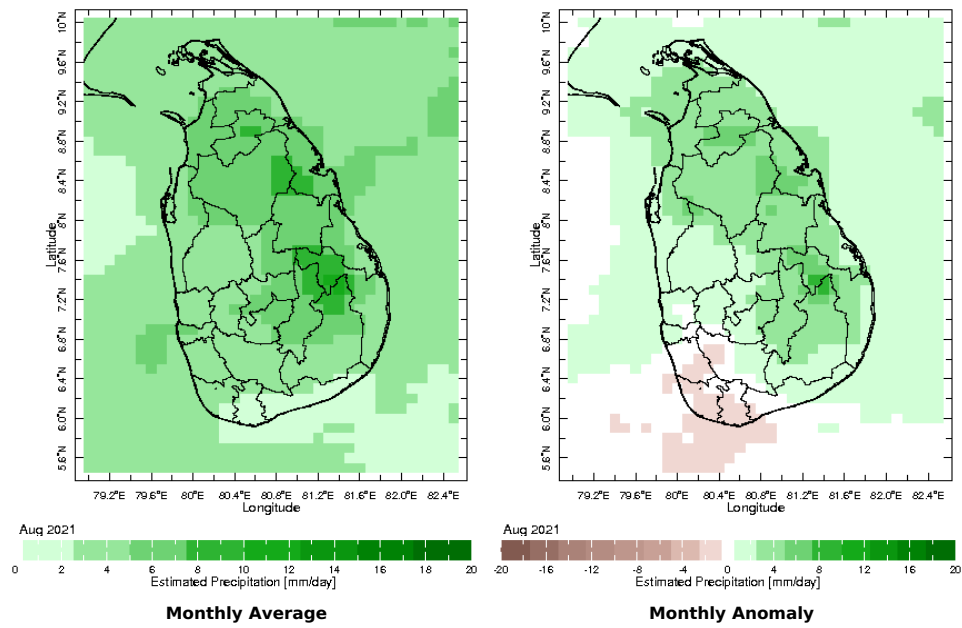 10°N
9.6°N
9.2°N
8.8°N
8.4°N
8°N
7.6°N
7.2°N
6.8°N
6.4°N
6.0°N
5.6°N
Latitude
79.2°E 79.6°E 80°E 80.4°E 80.8°E 81.2°E 81.6°E 82.0°E 82.4°E
Longitude
Aug 2021
0 2 4 6 8 10 12 14 16 18 20
Estimated Precipitation [mm/day]
Monthly Average
10°N
9.6°N
9.2°N
8.8°N
8.4°N
8°N
7.6°N
7.2°N
6.8°N
6.4°N
6.0°N
5.6°N
Latitude
79.2°E 79.6°E 80°E 80.4°E 80.8°E 81.2°E 81.6°E 82.0°E 82.4°E
Longitude
Aug 2021
-20 -16 -12 -8 -4 0 4 8 12 16 20
Estimated Precipitation [mm/day]
Monthly Anomaly